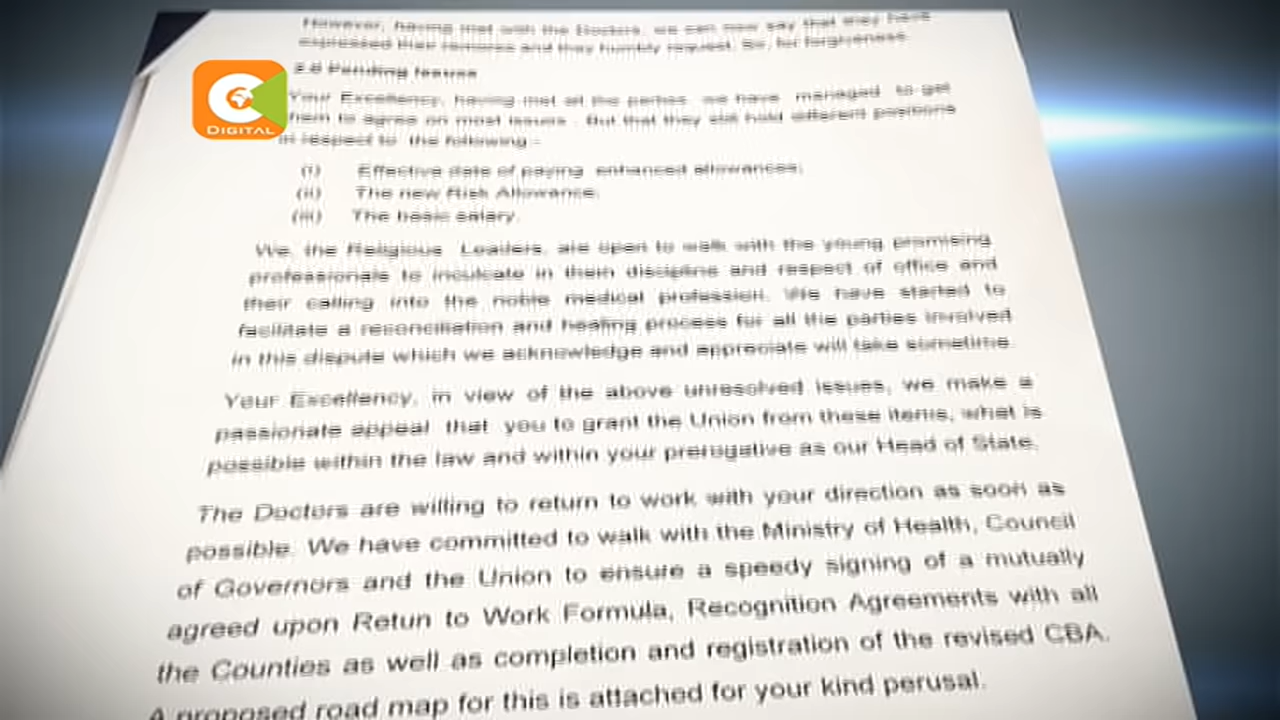 However, having met with the Doctors, we can now say that they have
expressed their remorse and they humbly request, Sir, for forgiveness.
2.0 Pending Issues
Your Excellency, having met all the parties, we have managed to get
them to agree on most issues. But that they still hold different positions
in respect to the following:-
(i) Effective date of paying enhanced allowances;
(ii) The new Risk Allowance;
(iii) The basic salary.
We, the Religious Leaders, are open to walk with the young promising
professionals to inculcate in them discipline and respect of office and
their calling into the noble medical profession. We have started to
facilitate a reconciliation and healing process for all the parties involved
in this dispute which we acknowledge and appreciate will take sometime.
Your Excellency, in view of the above unresolved issues, we make a
passionate appeal that you to grant the Union from these items, what is
possible within the law and within your prerogative as our Head of State.
The Doctors are willing to return to work with your direction as soon as
possible. We have committed to walk with the Ministry of Health, Council
of Governors and the Union to ensure a speedy signing of a mutually
agreed upon Retun to Work Formula, Recognition Agreements with all
the Counties as well as completion and registration of the revised CBA.
A proposed road map for this is attached for your kind perusal.
C
DIGITAL